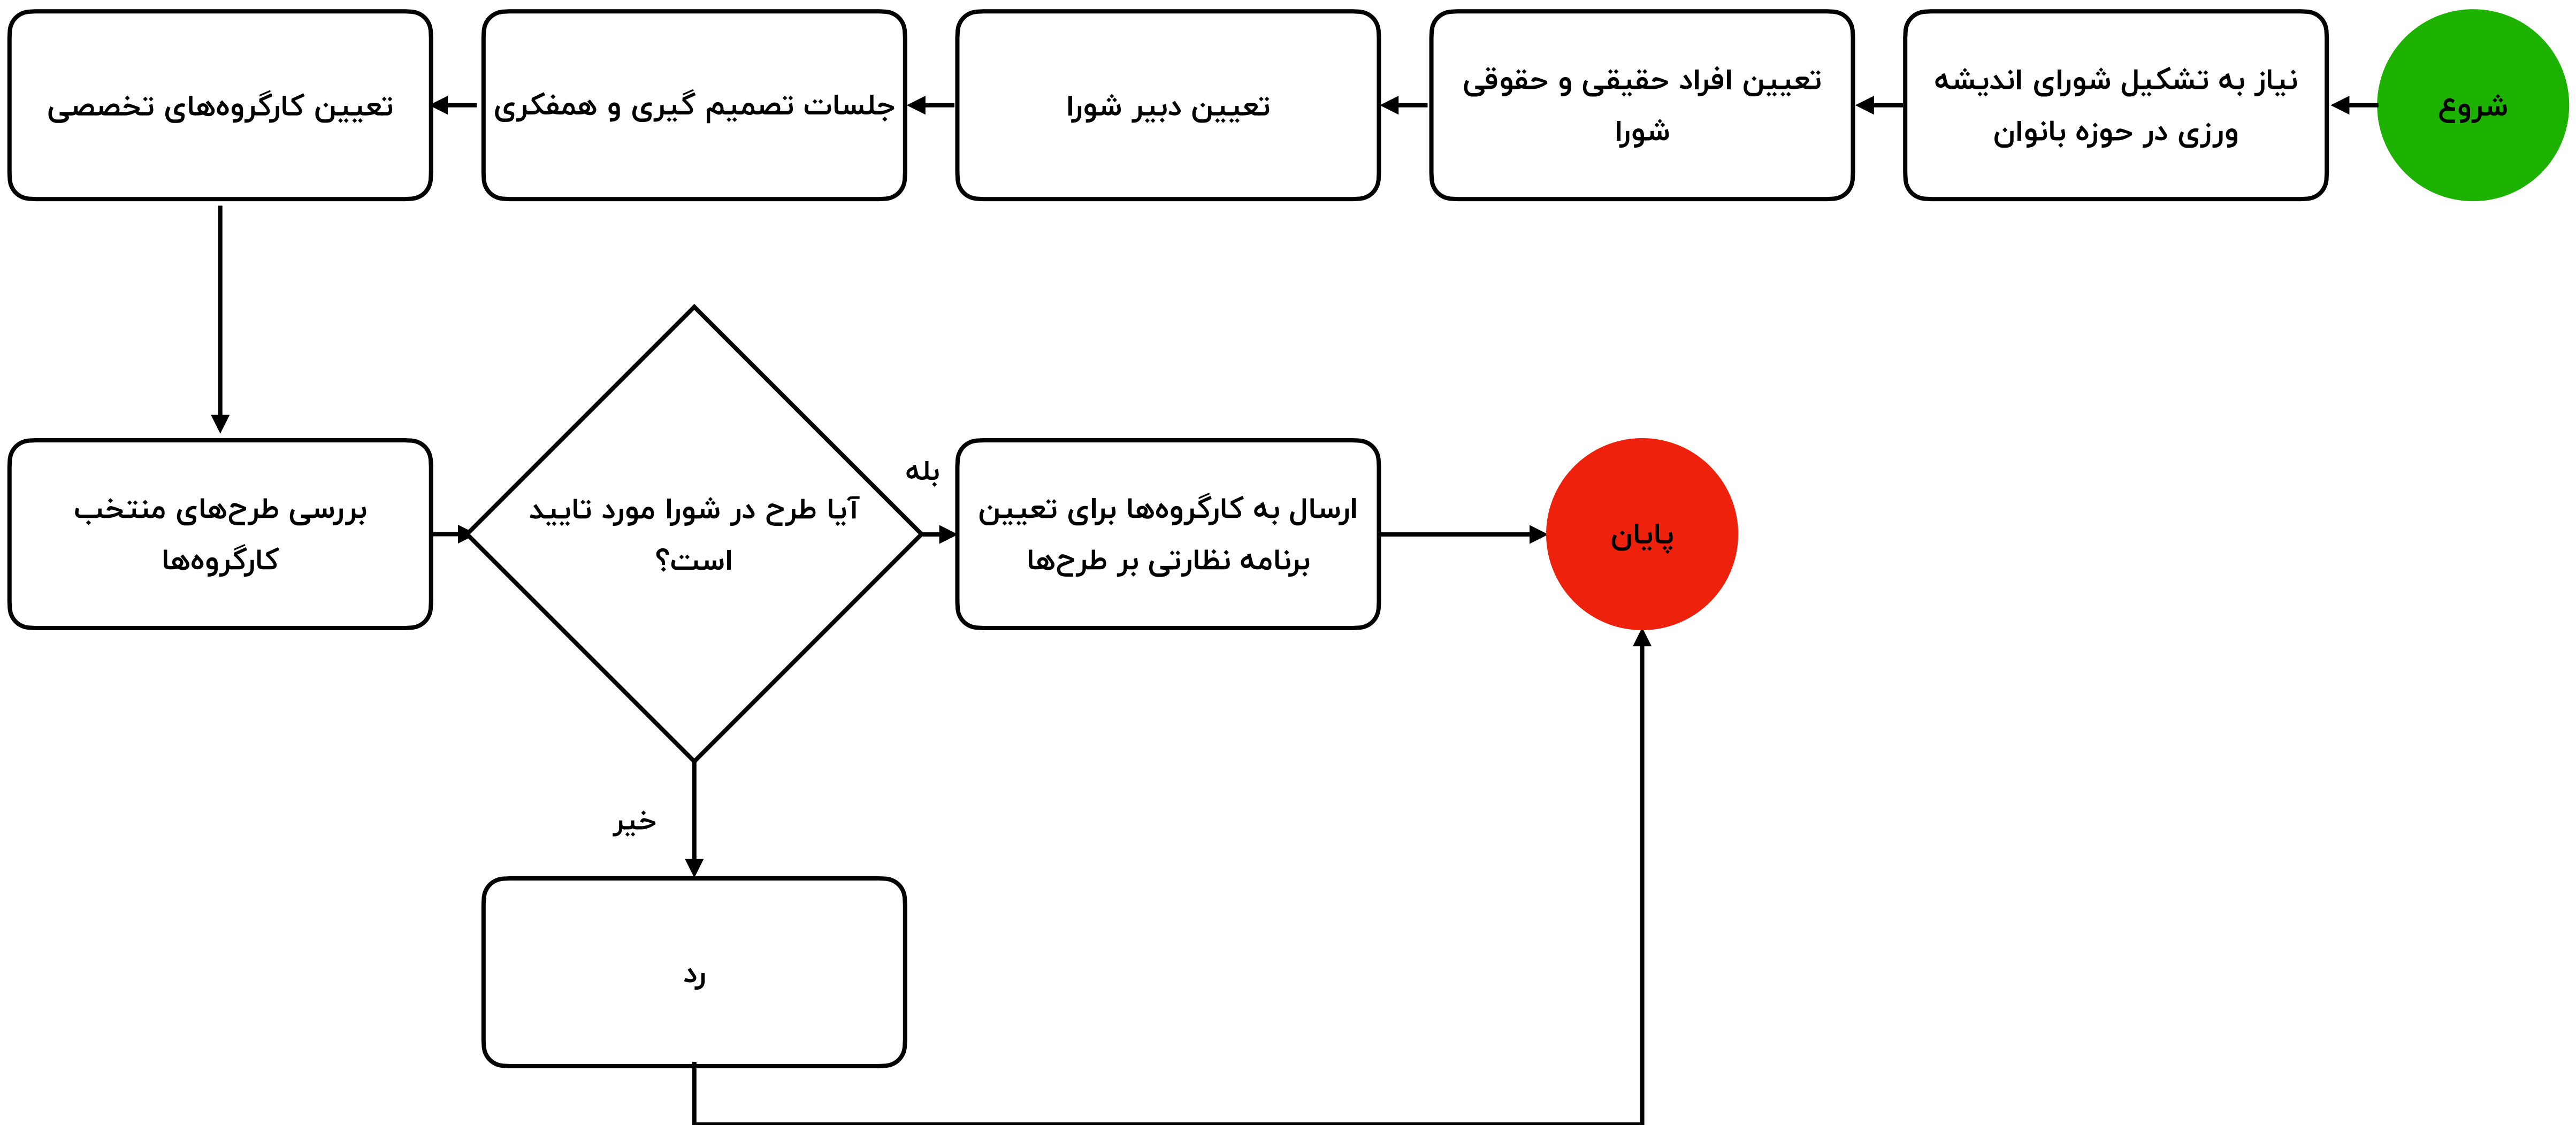 شروع
نیاز به تشکیل شورای اندیشه
ورزی در حوزه بانوان
تعیین افراد حقیقی و حقوقی
شورا
تعیین دبیر شورا
جلسات تصمیم گیری و همفکری
تعیین کارگروه‌های تخصصی
بررسی طرح‌های منتخب
کارگروه‌ها
آیا طرح در شورا مورد تایید
است؟
بله
ارسال به کارگروه‌ها برای تعیین
برنامه نظارتی بر طرح‌ها
پایان
خیر
رد